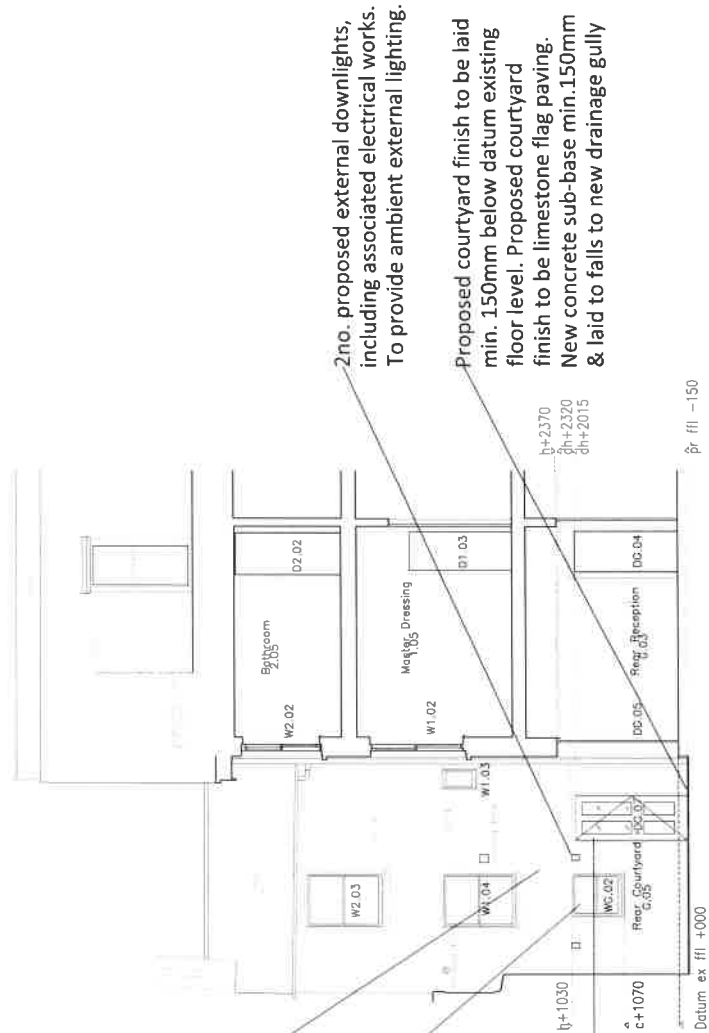 2no. proposed external downlights,
including associated electrical works.
To provide ambient external lighting.
Proposed courtyard finish to be laid
min. 150mm below datum existing
floor level. Proposed courtyard
finish to be limestone flag paving.
New concrete sub-base min.150mm
& laid to falls to new drainage gully
Bathroom
2.05
D2.02
W2.02
Master Dressing
1.05
D1.03
W1.02
Rear Reception
G.03
DG.04
DG.05
W2.03
W1.04
W1.03
WG.02
Rear Courtyard
G.05
h+2370
h+2320
dh+2015
pr ffl -150
h+1030
c+1070
Datum ex ffl +000